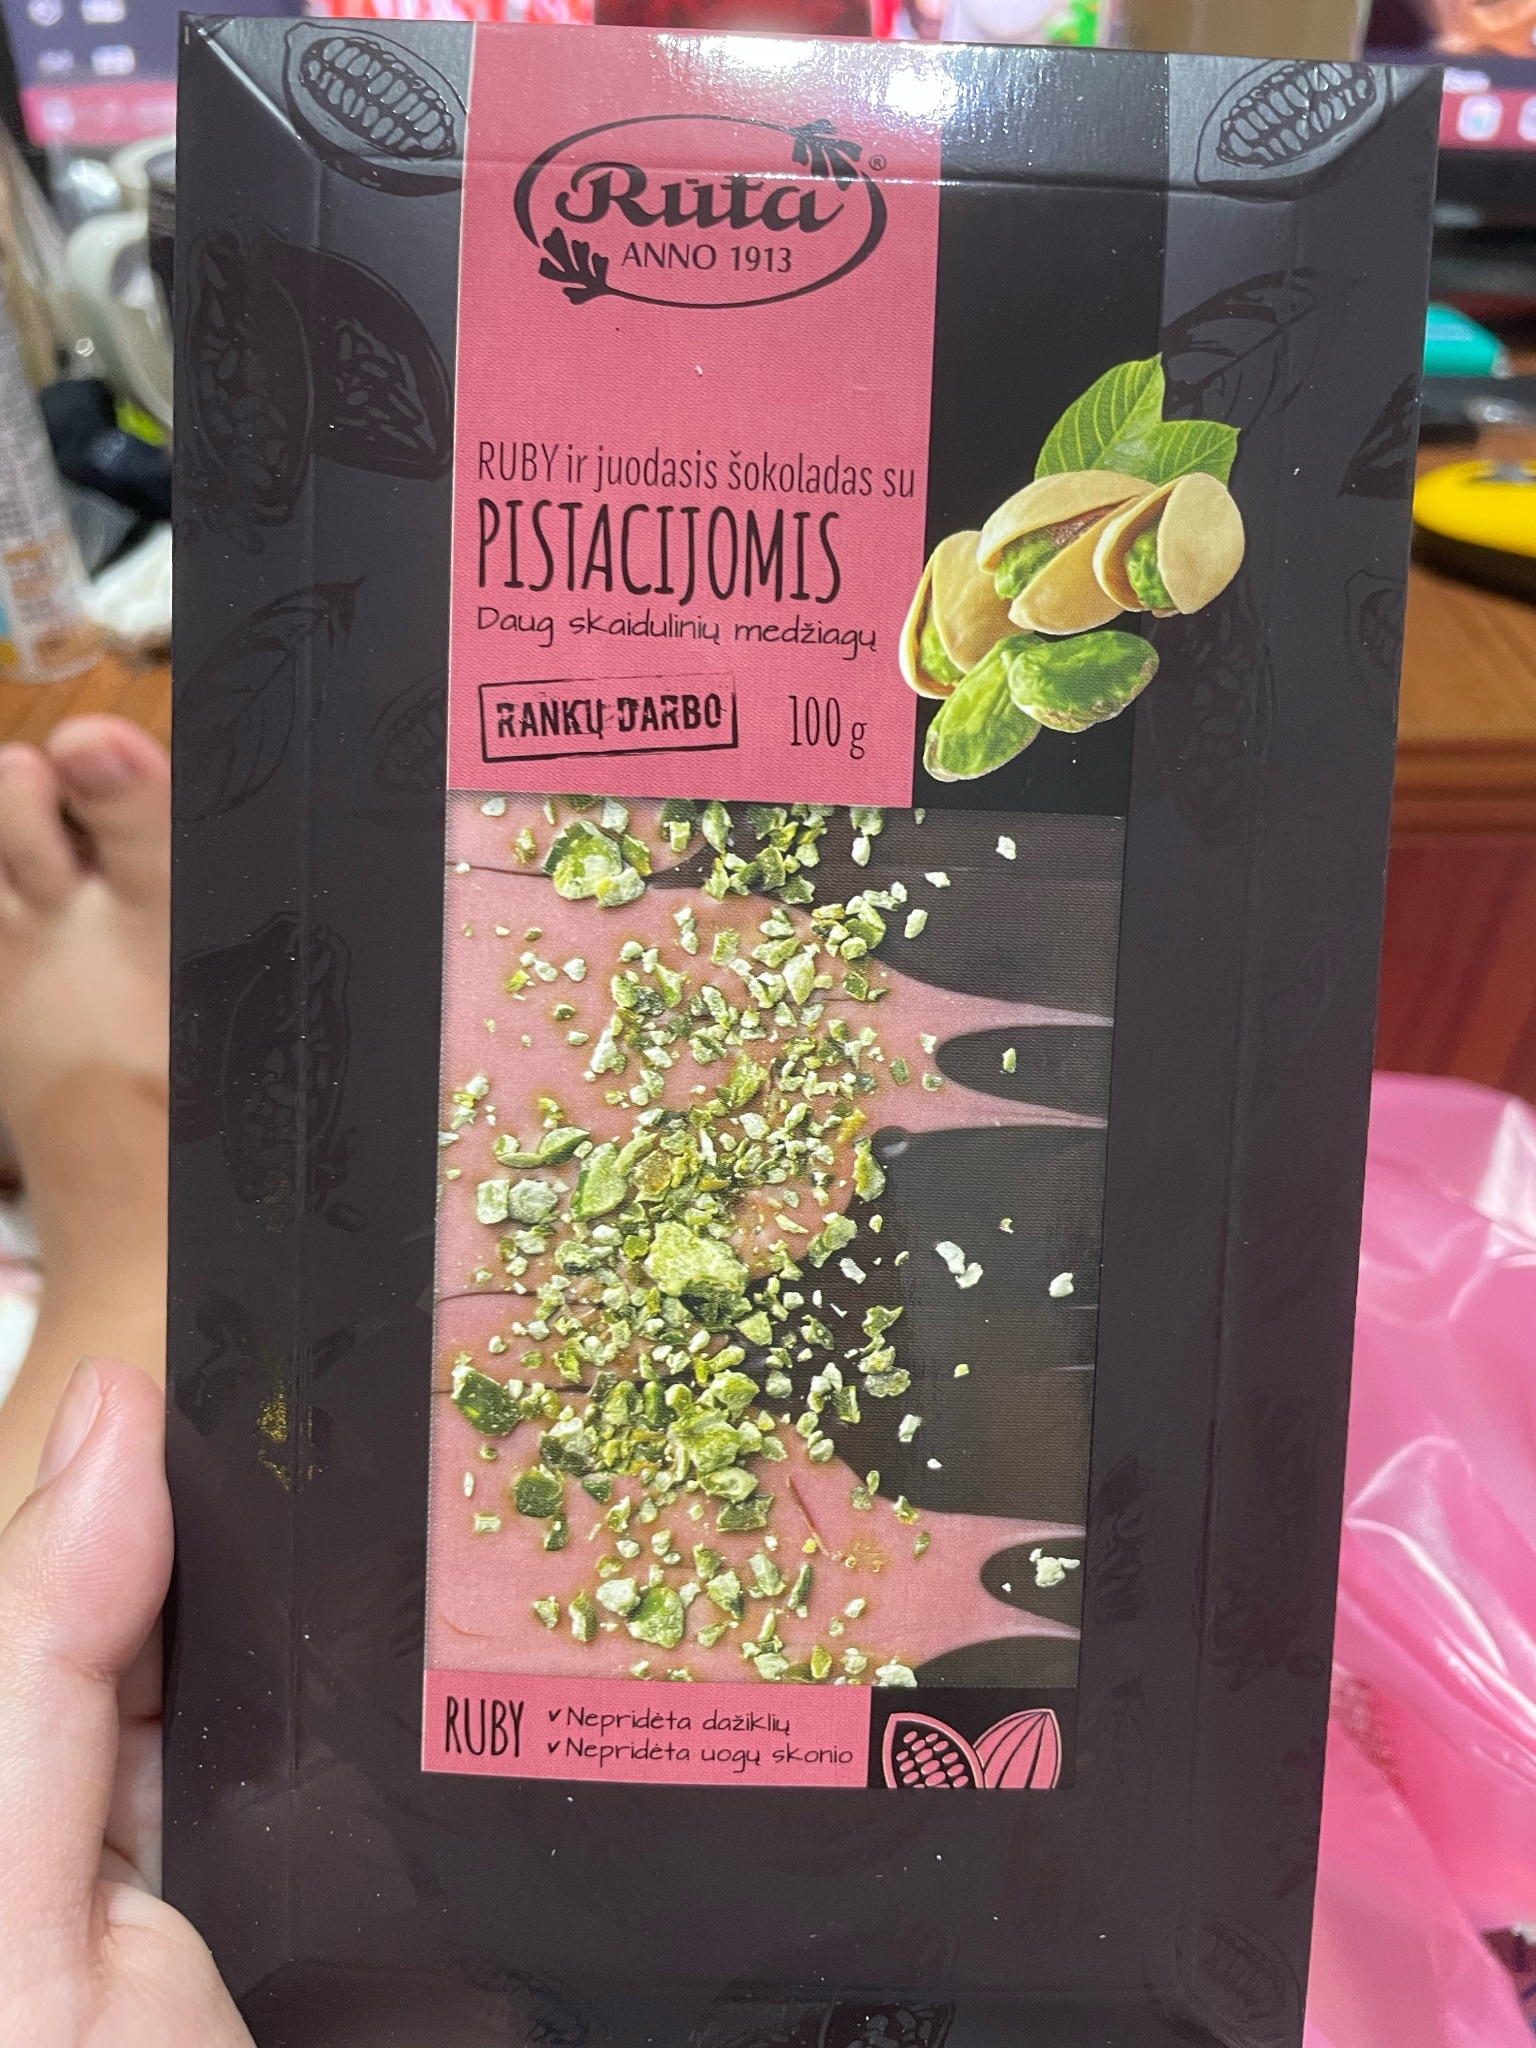 Rūta®
ANNO 1913
RUBY ir juodasis šokoladas su
PISTACIJOMIS
Daug skaidulinių medžiagų
RANKŲ DARBO
100 g
RUBY
✓ Nepridėta dažiklių
✓ Nepridėta uogų skonio